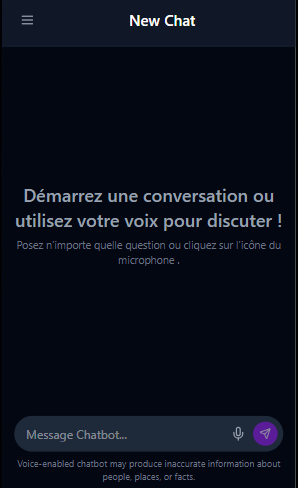 New Chat
Démarrez une conversation ou
utilisez votre voix pour discuter !
Posez n'importe quelle question ou cliquez sur l'icône du
microphone .
Message Chatbot...
Voice-enabled chatbot may produce inaccurate information about
people, places, or facts.